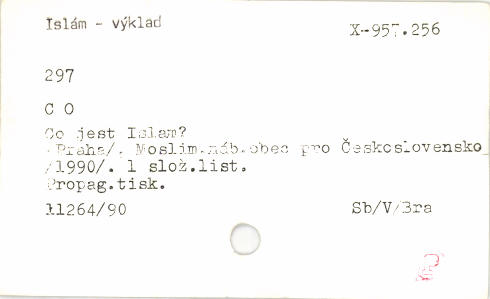 Islám - výklad
X-957.256
297
C O
Co jest Islam?
/Praha/. Moslim.náb.obec pro Československo
/1990/. 1 slož.list.
Propag.tisk.
11264/90 Sb/V/Bra